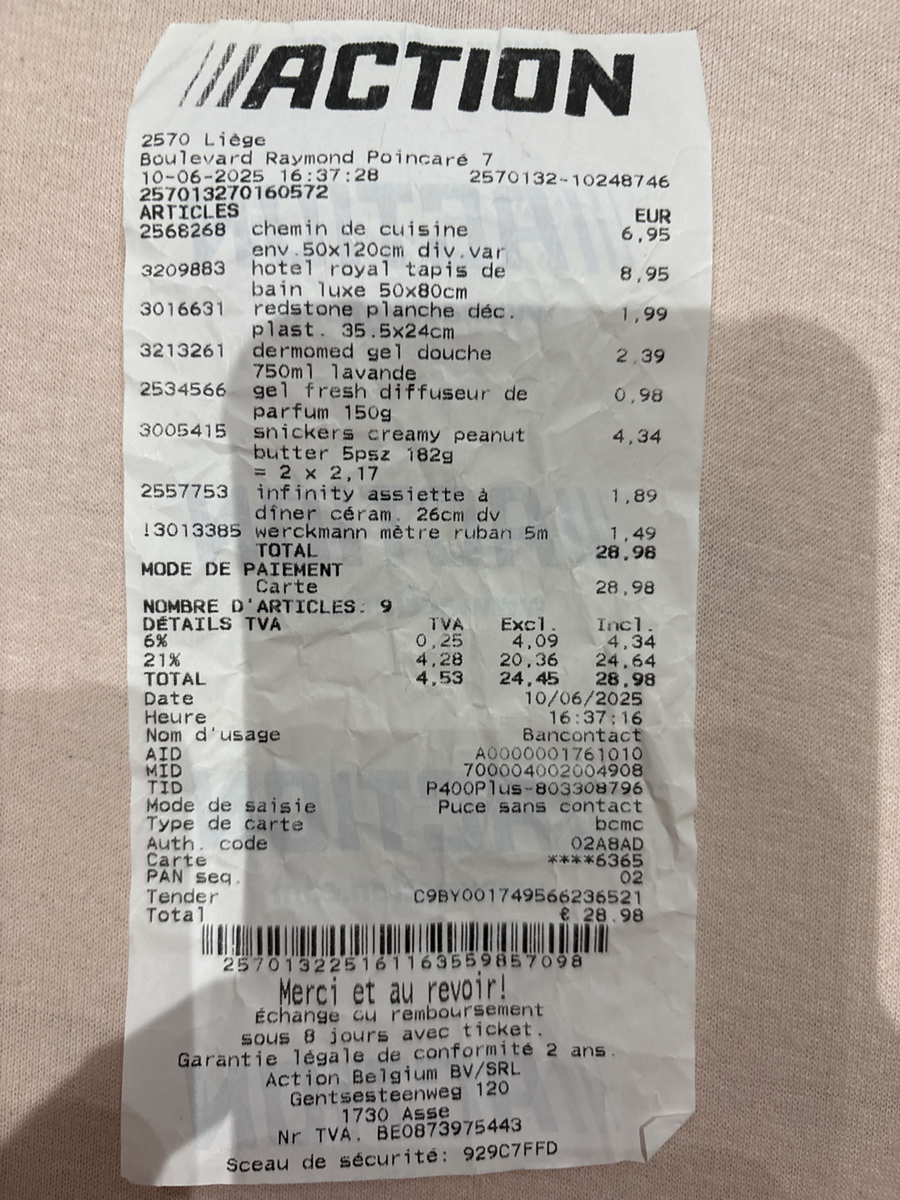 ///ACTION
2570 Liège
Boulevard Raymond Poincaré 7
10-06-2025 16:37:28 2570132-10248746
257013270160572
ARTICLES EUR
2568268 chemin de cuisine 6,95
env.50x120cm div.var
3209883 hotel royal tapis de 8,95
bain luxe 50x80cm
3016631 redstone planche déc. 1,99
plast. 35.5x24cm
3213261 dermomed gel douche 2,39
750ml lavande
2534566 gel fresh diffuseur de 0,98
parfum 150g
3005415 snickers creamy peanut 4,34
butter 5psz 182g
= 2 x 2,17
2557753 infinity assiette à 1,89
dîner céram. 26cm dv
!3013385 werckmann mètre ruban 5m 1,49
TOTAL 28,98
MODE DE PAIEMENT
Carte 28,98
NOMBRE D'ARTICLES: 9
DÉTAILS TVA TVA Excl. Incl.
6% 0,25 4,09 4,34
21% 4,28 20,36 24,64
TOTAL 4,53 24,45 28,98
Date 10/06/2025
Heure 16:37:16
Nom d'usage Bancontact
AID A0000001761010
MID 700004002004908
TID P400Plus-803308796
Mode de saisie Puce sans contact
Type de carte bcmc
Auth. code 02A8AD
Carte ****6365
PAN seq. 02
Tender C9BY001749566236521
Total € 28.98
2570132251611635598​57098
Merci et au revoir!
Échange ou remboursement
sous 8 jours avec ticket.
Garantie légale de conformité 2 ans.
Action Belgium BV/SRL
Gentsesteenweg 120
1730 Asse
Nr TVA. BE0873975443
Sceau de sécurité: 929C7FFD